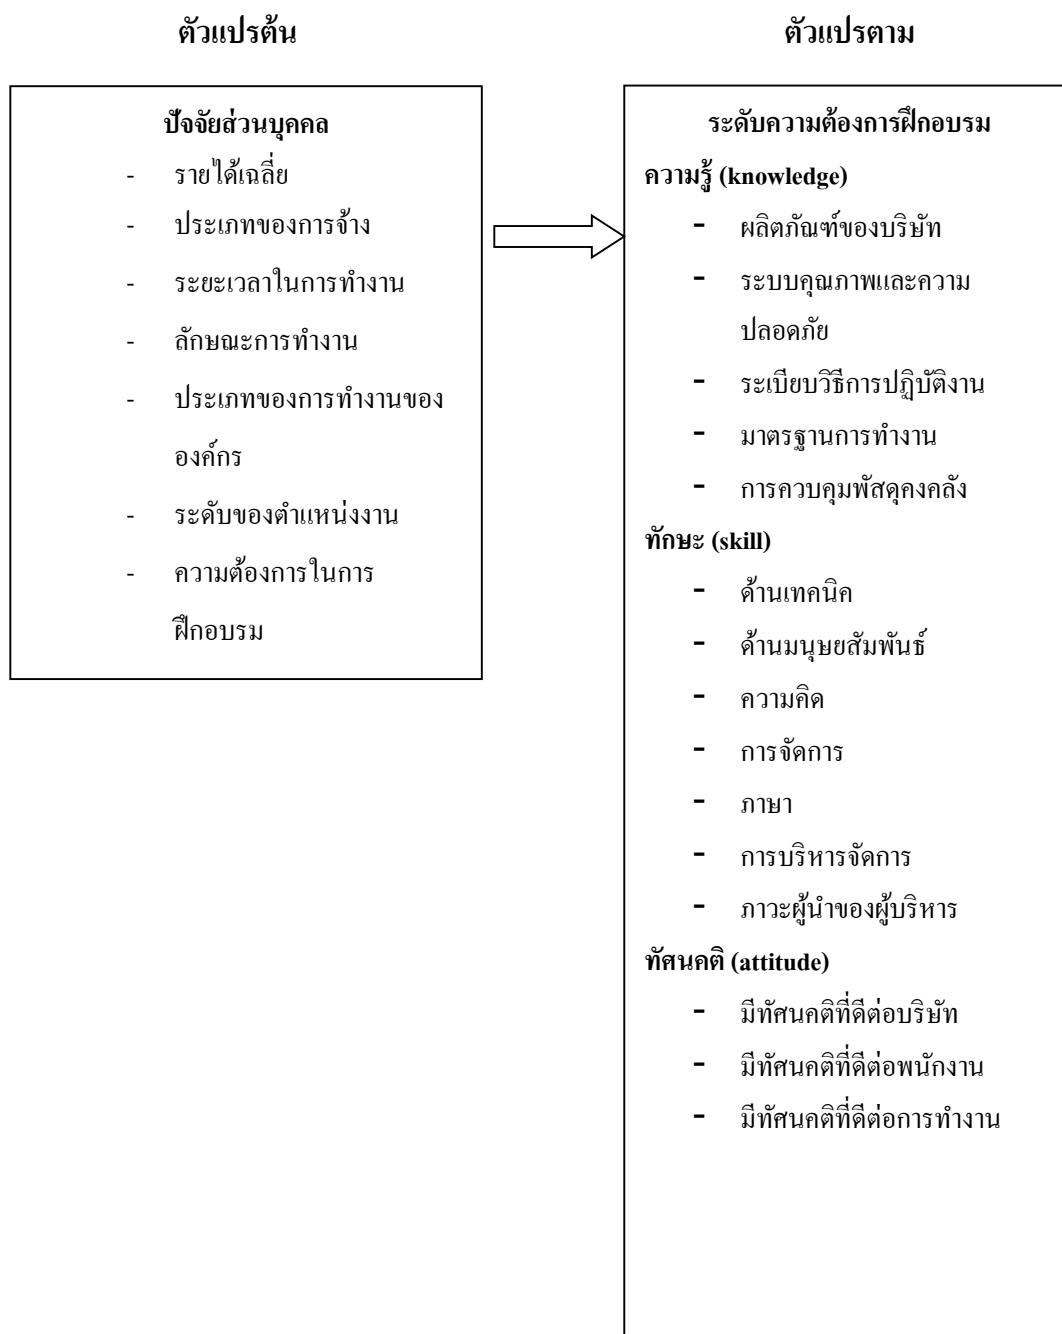 ตัวแปรต้น
ตัวแปรตาม
ปัจจัยส่วนบุคคล
- รายได้เฉลี่ย
- ประเภทของการจ้าง
- ระยะเวลาในการทำงาน
- ลักษณะการทำงาน
- ประเภทของการทำงานของ
องค์กร
- ระดับของตำแหน่งงาน
- ความต้องการในการ
ฝึกอบรม
ระดับความต้องการฝึกอบรม
ความรู้ (knowledge)
- ผลิตภัณฑ์ของบริษัท
- ระบบคุณภาพและความ
ปลอดภัย
- ระเบียบวิธีการปฏิบัติงาน
- มาตรฐานการทำงาน
- การควบคุมพัสดุคงคลัง
ทักษะ (skill)
- ด้านเทคนิค
- ด้านมนุษยสัมพันธ์
- ความคิด
- การจัดการ
- ภาษา
- การบริหารจัดการ
- ภาวะผู้นำของผู้บริหาร
ทัศนคติ (attitude)
- มีทัศนคติที่ดีต่อบริษัท
- มีทัศนคติที่ดีต่อพนักงาน
- มีทัศนคติที่ดีต่อการทำงาน